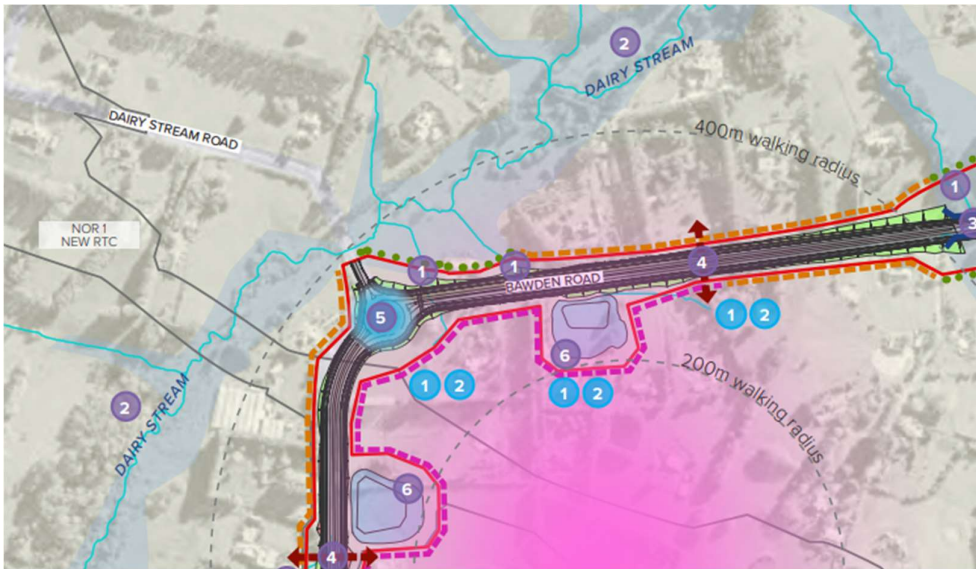 2
DAIRY STREAM
DAIRY STREAM ROAD
400m walking radius
1
3
NOR 1
NEW RTC
1
1
4
BAWDEN ROAD
5
1 2
6
200m walking radius
1 2
1 2
2
DAIRY STREAM
6
4